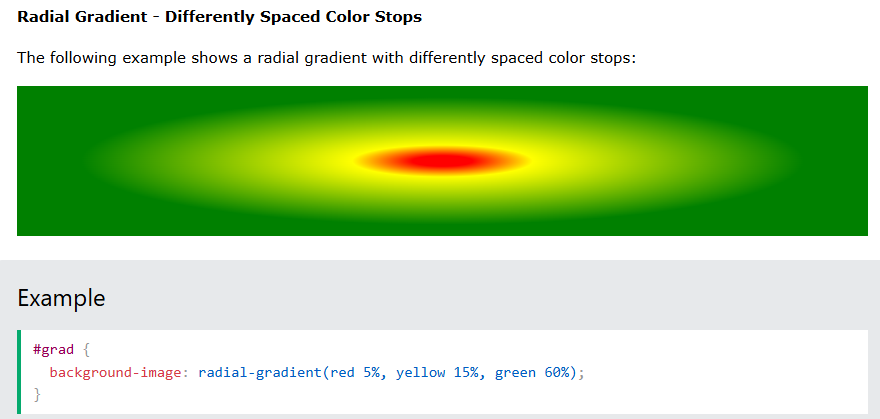 Radial Gradient - Differently Spaced Color Stops
The following example shows a radial gradient with differently spaced color stops:
Example
#grad {
  background-image: radial-gradient(red 5%, yellow 15%, green 60%);
}